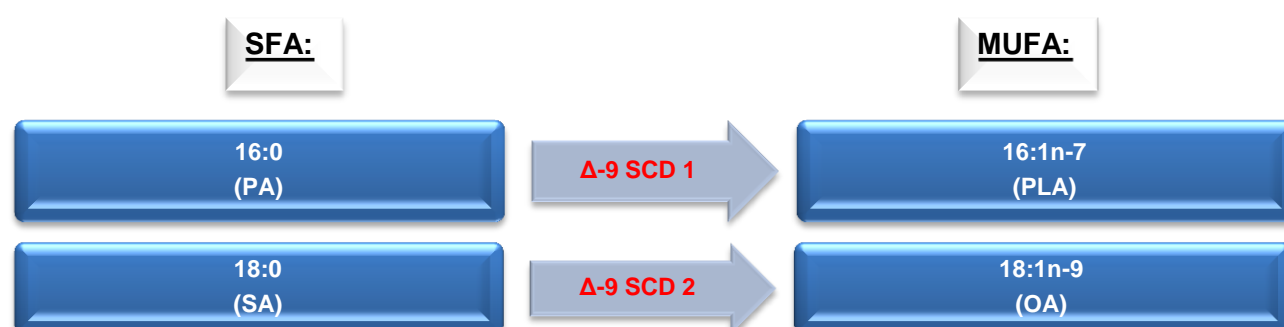 SFA:
MUFA:
16:0
(PA)
Δ-9 SCD 1
16:1n-7
(PLA)
18:0
(SA)
Δ-9 SCD 2
18:1n-9
(OA)